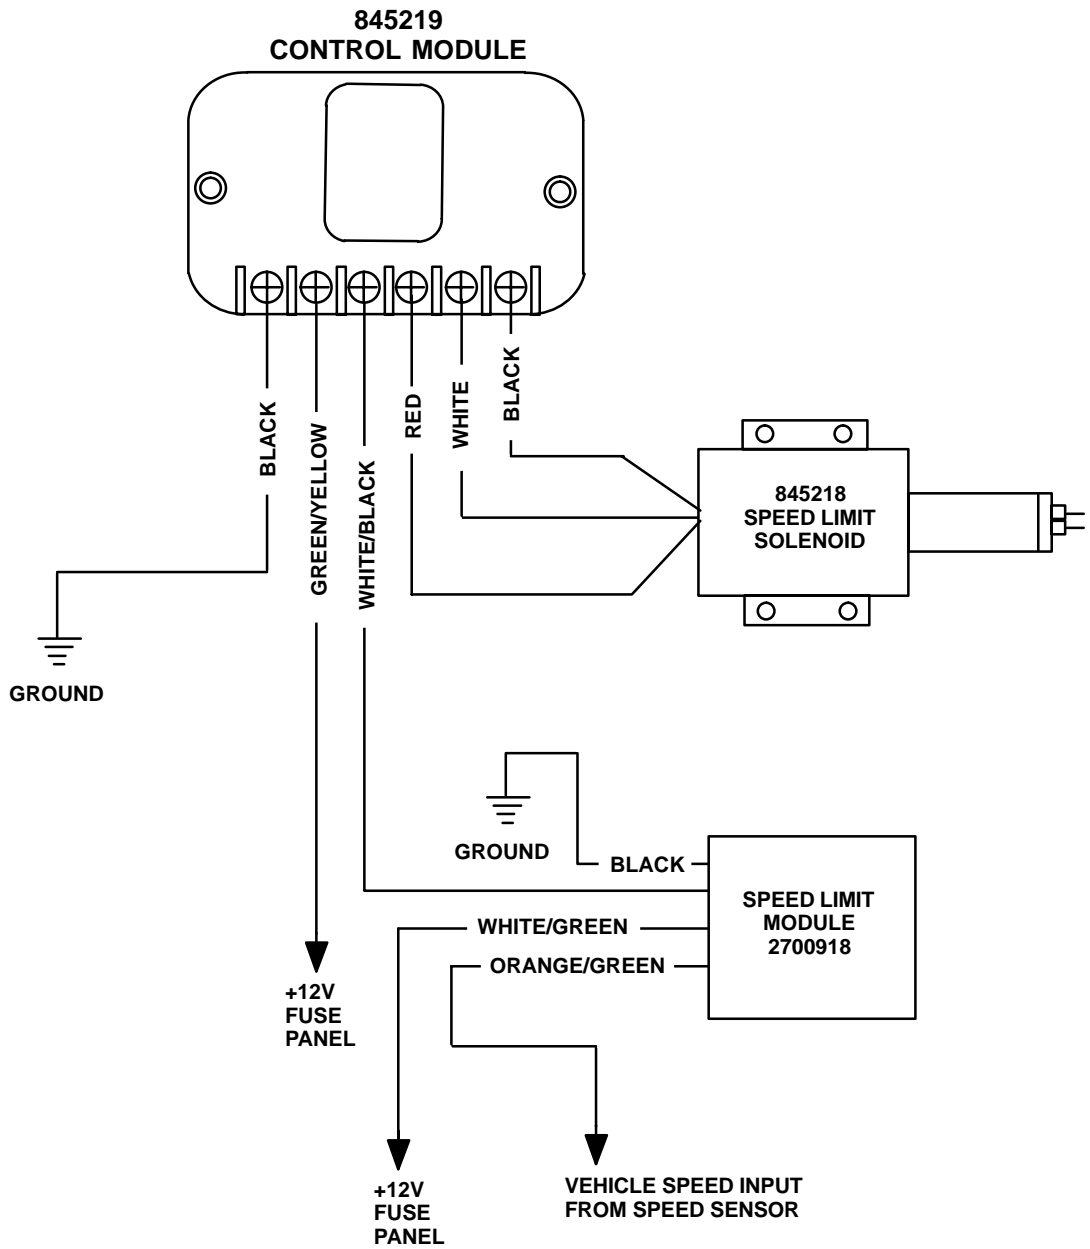 845219
CONTROL MODULE
BLACK
GREEN/YELLOW
WHITE/BLACK
RED
WHITE
BLACK
845218
SPEED LIMIT
SOLENOID
GROUND
GROUND
BLACK
SPEED LIMIT
MODULE
2700918
WHITE/GREEN
ORANGE/GREEN
+12V
FUSE
PANEL
+12V
FUSE
PANEL
VEHICLE SPEED INPUT
FROM SPEED SENSOR